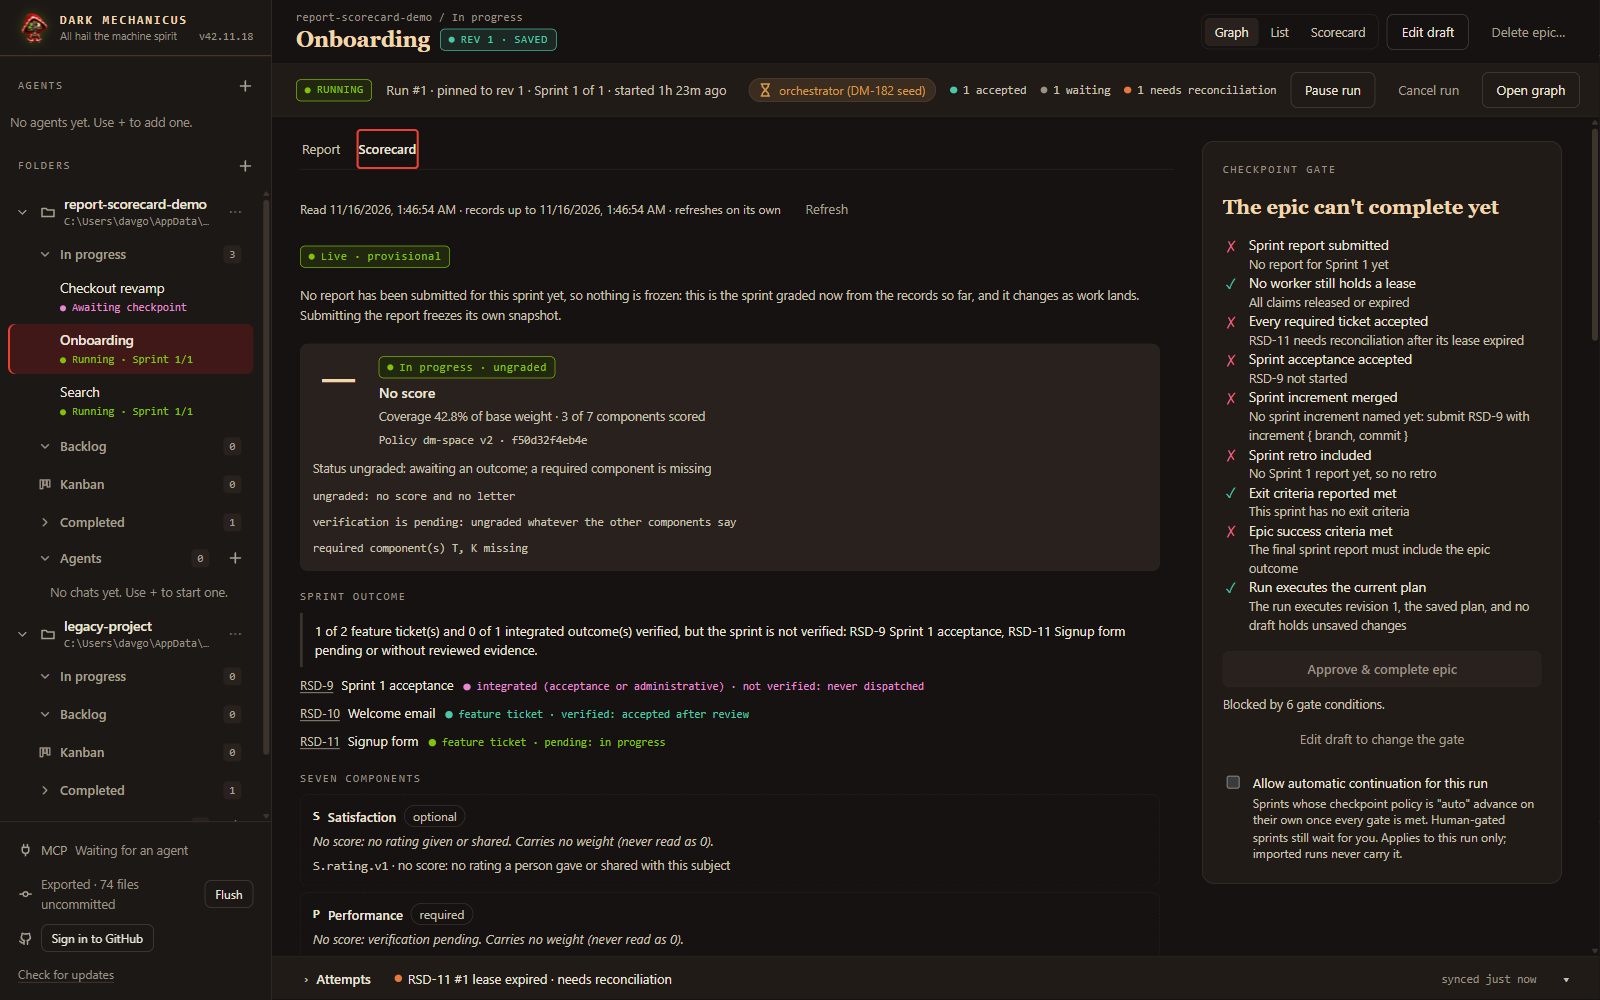 DARK MECHANICUS
All hail the machine spirit v42.11.18
AGENTS
No agents yet. Use + to add one.
FOLDERS
report-scorecard-demo
C:\Users\davgo\AppData\...
In progress 3
Checkout revamp
Awaiting checkpoint
Onboarding
Running · Sprint 1/1
Search
Running · Sprint 1/1
Backlog 0
Kanban 0
Completed 1
Agents 0
No chats yet. Use + to start one.
legacy-project
C:\Users\davgo\AppData\...
In progress 0
Backlog 0
Kanban 0
Completed 1
MCP Waiting for an agent
Exported · 74 files
uncommitted
Flush
Sign in to GitHub
Check for updates
report-scorecard-demo / In progress
Onboarding
REV 1 · SAVED
Graph List Scorecard
Edit draft
Delete epic...
RUNNING
Run #1 · pinned to rev 1 · Sprint 1 of 1 · started 1h 23m ago
orchestrator (DM-182 seed)
1 accepted 1 waiting 1 needs reconciliation
Pause run
Cancel run
Open graph
Report Scorecard
Read 11/16/2026, 1:46:54 AM · records up to 11/16/2026, 1:46:54 AM · refreshes on its own Refresh
Live · provisional
No report has been submitted for this sprint yet, so nothing is frozen: this is the sprint graded now from the records so far, and it changes as work lands.
Submitting the report freezes its own snapshot.
—
In progress · ungraded
No score
Coverage 42.8% of base weight · 3 of 7 components scored
Policy dm-space v2 · f50d32f4eb4e
Status ungraded: awaiting an outcome; a required component is missing
ungraded: no score and no letter
verification is pending: ungraded whatever the other components say
required component(s) T, K missing
SPRINT OUTCOME
1 of 2 feature ticket(s) and 0 of 1 integrated outcome(s) verified, but the sprint is not verified: RSD-9 Sprint 1 acceptance, RSD-11 Signup form
pending or without reviewed evidence.
RSD-9 Sprint 1 acceptance integrated (acceptance or administrative) · not verified: never dispatched
RSD-10 Welcome email feature ticket · verified: accepted after review
RSD-11 Signup form feature ticket · pending: in progress
SEVEN COMPONENTS
S Satisfaction optional
No score: no rating given or shared. Carries no weight (never read as 0).
S.rating.v1 · no score: no rating a person gave or shared with this subject
P Performance required
No score: verification pending. Carries no weight (never read as 0).
CHECKPOINT GATE
The epic can't complete yet
✗ Sprint report submitted
No report for Sprint 1 yet
✓ No worker still holds a lease
All claims released or expired
✗ Every required ticket accepted
RSD-11 needs reconciliation after its lease expired
✗ Sprint acceptance accepted
RSD-9 not started
✗ Sprint increment merged
No sprint increment named yet: submit RSD-9 with
increment { branch, commit }
✗ Sprint retro included
No Sprint 1 report yet, so no retro
✓ Exit criteria reported met
This sprint has no exit criteria
✗ Epic success criteria met
The final sprint report must include the epic
outcome
✓ Run executes the current plan
The run executes revision 1, the saved plan, and no
draft holds unsaved changes
Approve & complete epic
Blocked by 6 gate conditions.
Edit draft to change the gate
Allow automatic continuation for this run
Sprints whose checkpoint policy is "auto" advance on
their own once every gate is met. Human-gated
sprints still wait for you. Applies to this run only;
imported runs never carry it.
Attempts RSD-11 #1 lease expired · needs reconciliation
synced just now